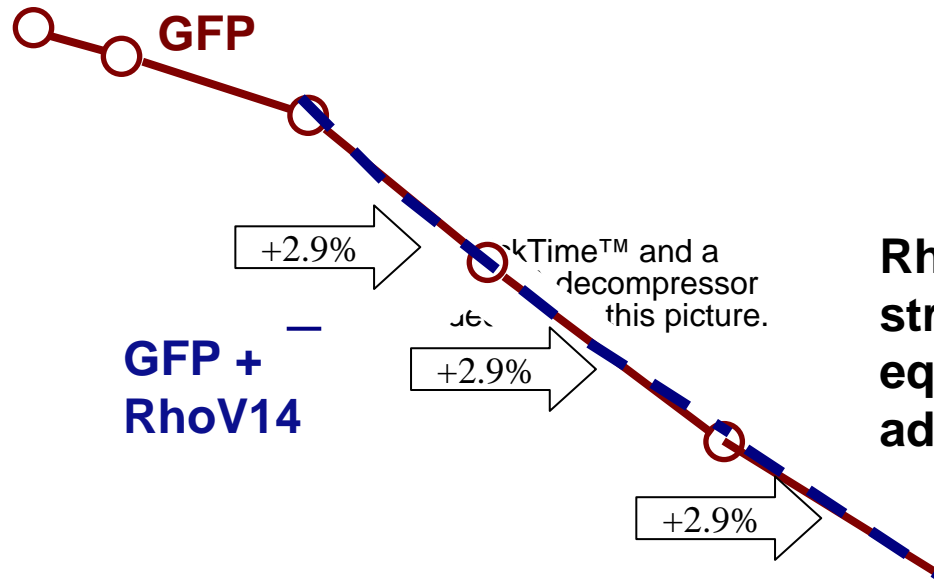 GFP
+2.9%
kTime™ and a
decompressor
this picture.
GFP +
RhoV14
+2.9%
Rh
str
eq
ad
+2.9%